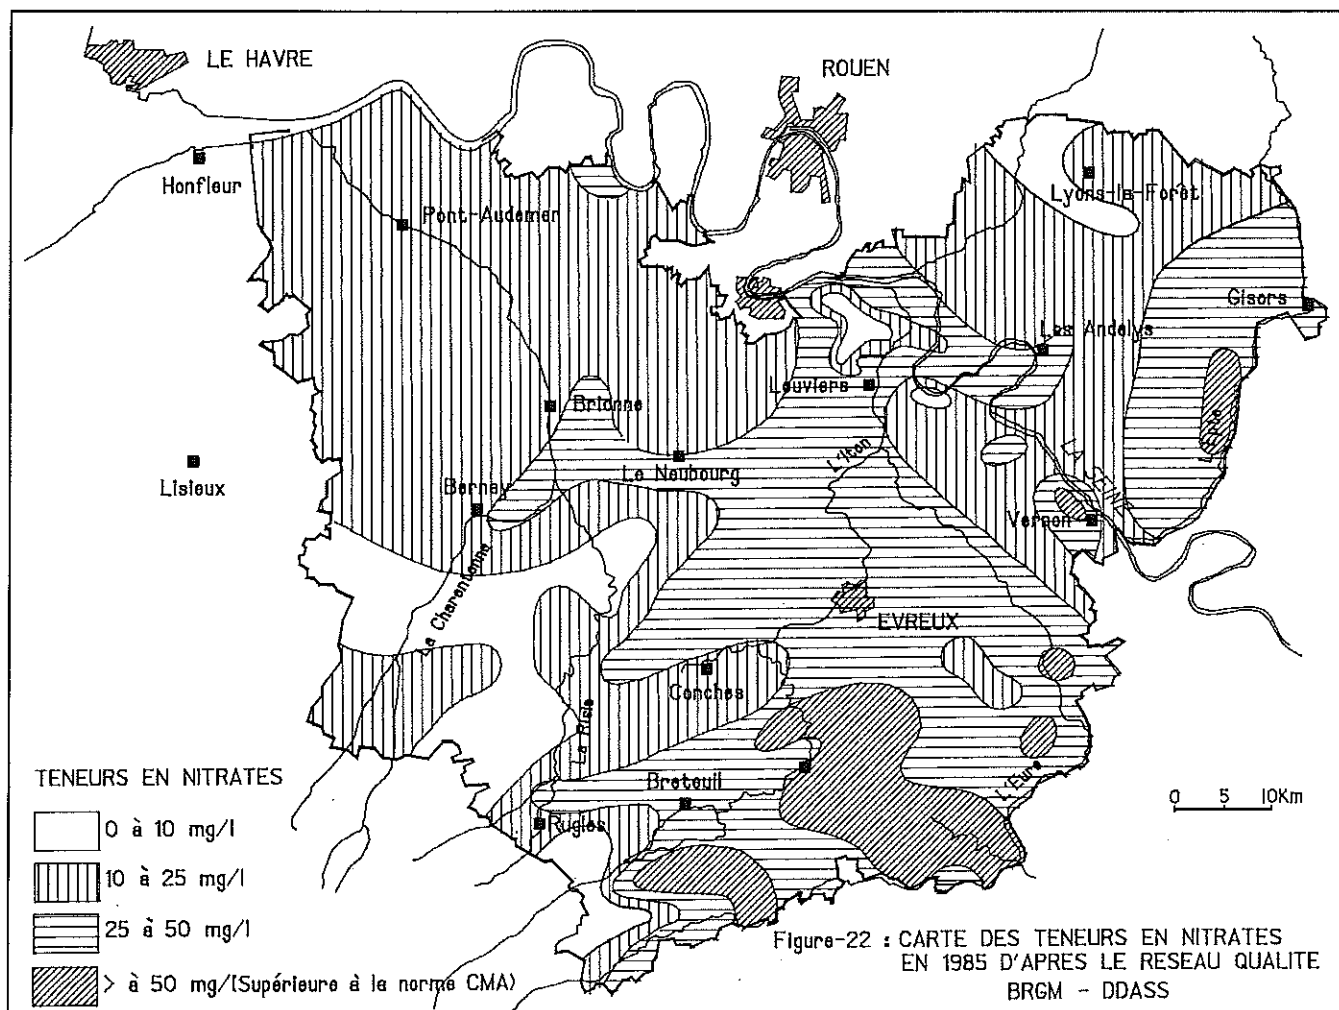 LE HAVRE
ROUEN
Honfleur
Pont-Audemer
Lyons-la-Forêt
Gisors
Les Andelys
Louviers
Brionne
Le Neubourg
L'Iton
L'Epte
LA SEINE
Lisieux
Bernay
Vernon
La Charentonne
EVREUX
Conches
La Risle
Breteuil
L'Eure
Rugles
TENEURS EN NITRATES
0 à 10 mg/l
10 à 25 mg/l
25 à 50 mg/l
> à 50 mg/l(Supérieure à la norme CMA)
0 5 10Km
Figure-22 : CARTE DES TENEURS EN NITRATES
EN 1985 D'APRES LE RESEAU QUALITE
BRGM - DDASS